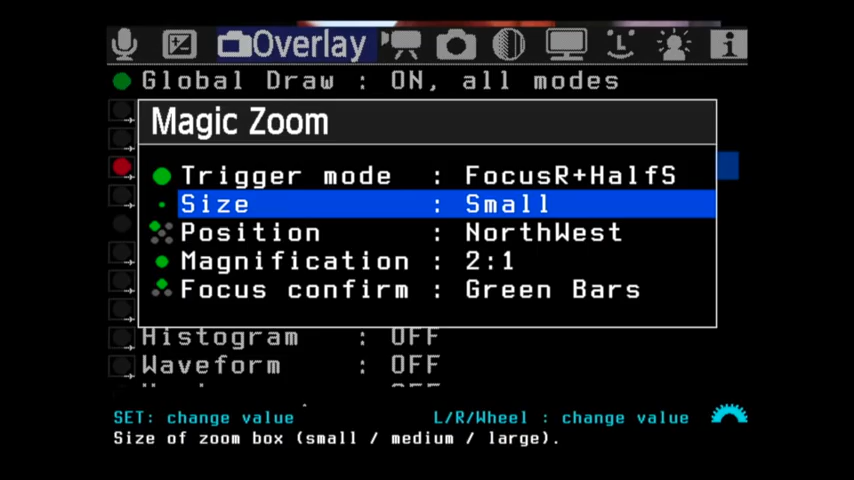 Overlay
Global Draw : ON, all modes
Magic Zoom
Trigger mode : FocusR+HalfS
Size : Small
Position : NorthWest
Magnification : 2:1
Focus confirm : Green Bars
Histogram : OFF
Waveform : OFF
SET: change value L/R/Wheel : change value
Size of zoom box (small / medium / large).